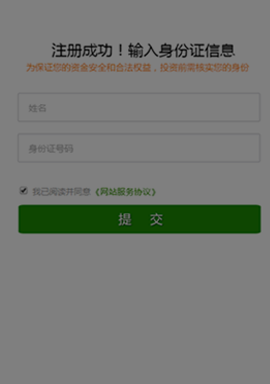 注册成功！输入身份证信息
为保证您的资金安全和合法权益，投资前需核实您的身份
姓名
身份证号码
我已阅读并同意《网站服务协议》
提 交